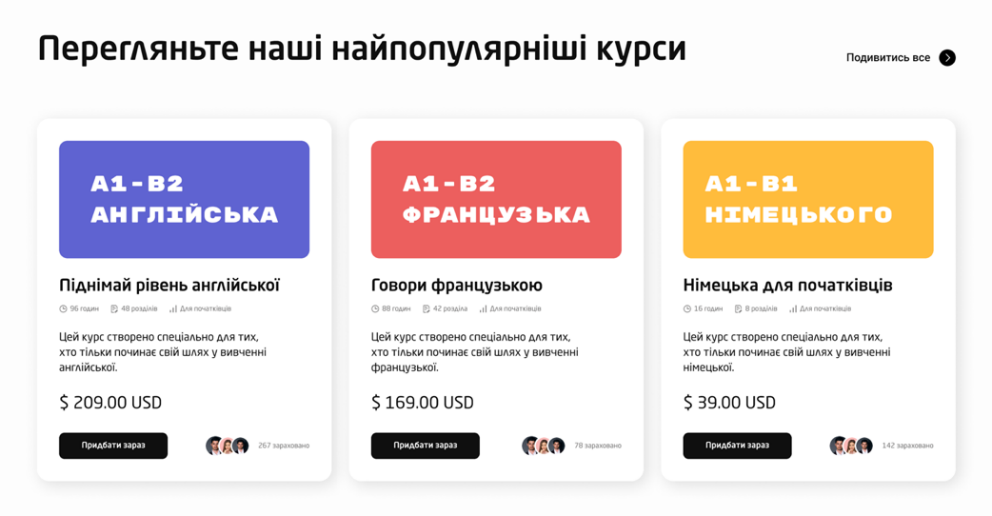 Перегляньте наші найпопулярніші курси
Подивитись все
A1-B2
АНГЛІЙСЬКА
Піднімай рівень англійської
96 годин 48 розділів Для початківців
Цей курс створено спеціально для тих,
хто тільки починає свій шлях у вивченні
англійської.
$ 209.00 USD
Придбати зараз 267 зараховано
A1-B2
ФРАНЦУЗЬКА
Говори французькою
88 годин 42 розділа Для початківців
Цей курс створено спеціально для тих,
хто тільки починає свій шлях у вивченні
французької.
$ 169.00 USD
Придбати зараз 78 зараховано
A1-B1
НІМЕЦЬКОГО
Німецька для початківців
16 годин 8 розділів Для початківців
Цей курс створено спеціально для тих,
хто тільки починає свій шлях у вивченні
німецької.
$ 39.00 USD
Придбати зараз 142 зараховано